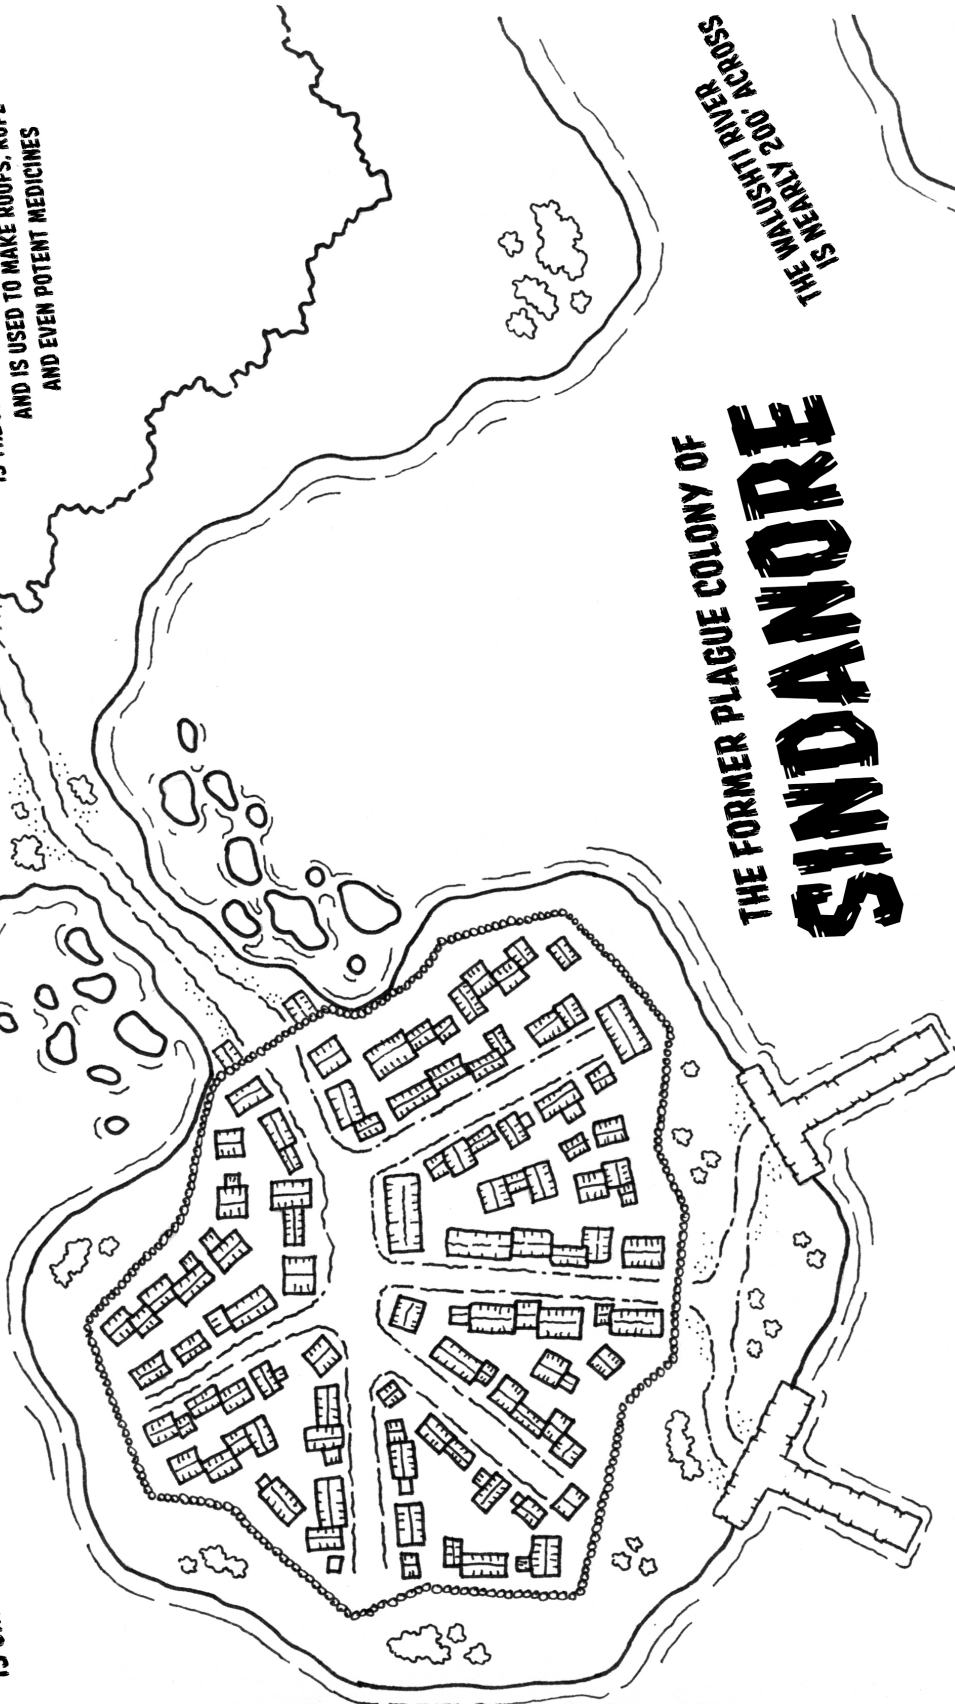 AND IS USED TO MAKE ROOFS, ROPE
AND EVEN POTENT MEDICINES
THE WALUSHTI RIVER
IS NEARLY 200' ACROSS
THE FORMER PLAGUE COLONY OF
SINDANORE